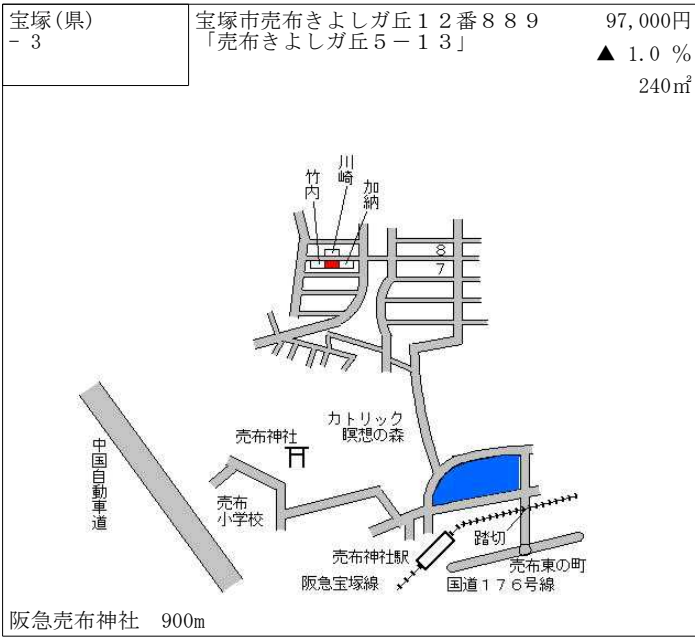 宝塚(県)
－３
宝塚市売布きよしガ丘１２番８８９
「売布きよしガ丘５－１３」
97,000円
▲ 1.0 %
240㎡
川崎
竹内
加納
８
７
カトリック
瞑想の森
売布神社
中国自動車道
売布
小学校
踏切
売布神社駅
売布東の町
阪急宝塚線
国道１７６号線
阪急売布神社　900m